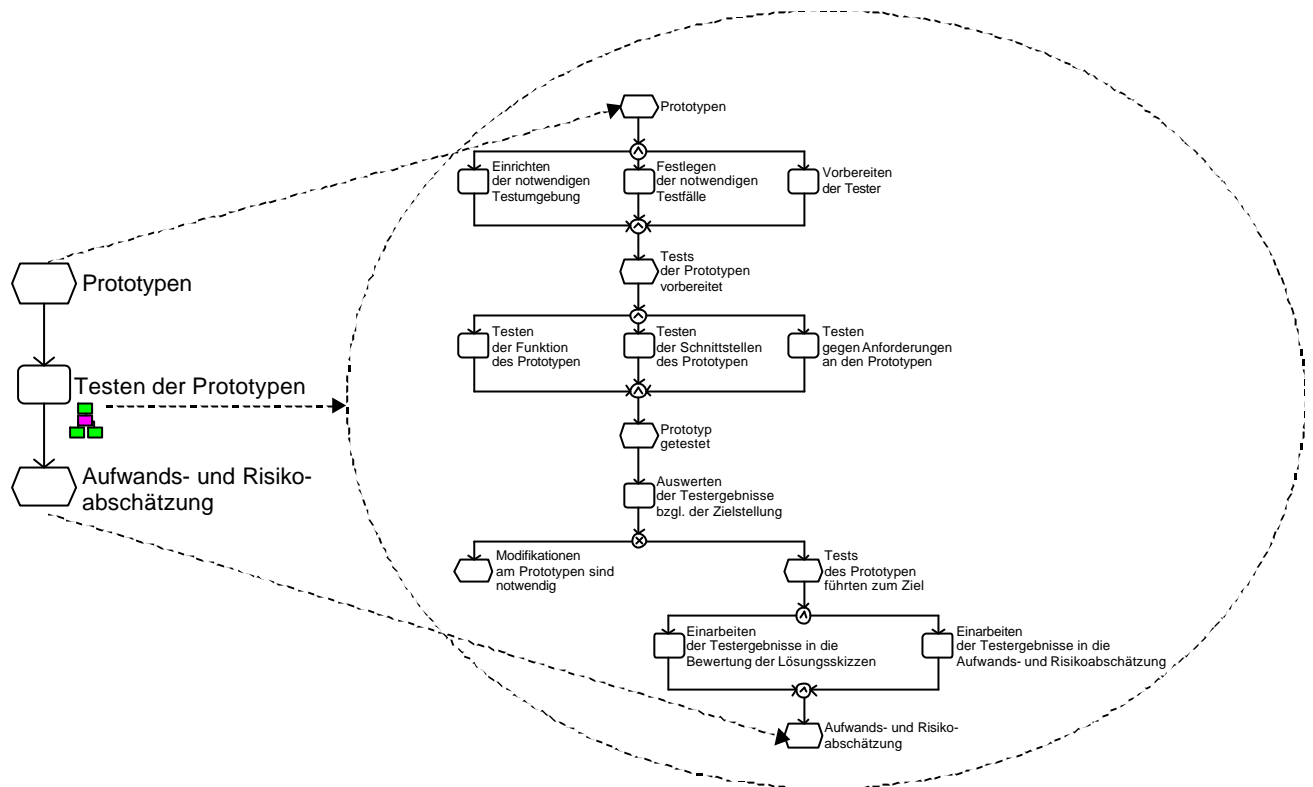 Prototypen
Testen der Prototypen
Aufwands- und Risiko-
abschätzung
Prototypen
Einrichten
der notwendigen
Testumgebung
Festlegen
der notwendigen
Testfälle
Vorbereiten
der Tester
Tests
der Prototypen
vorbereitet
Testen
der Funktion
des Prototypen
Testen
der Schnittstellen
des Prototypen
Testen
gegen Anforderungen
an den Prototypen
Prototyp
getestet
Auswerten
der Testergebnisse
bzgl. der Zielstellung
Modifikationen
am Prototypen sind
notwendig
Tests
des Prototypen
führten zum Ziel
Einarbeiten
der Testergebnisse in die
Bewertung der Lösungsskizzen
Einarbeiten
der Testergebnisse in die
Aufwands- und Risikoabschätzung
Aufwands- und Risiko-
abschätzung